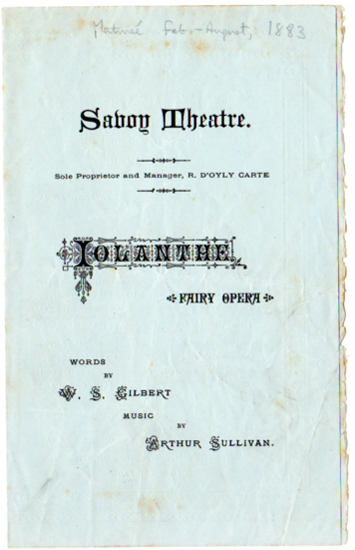 Matineé Feb.-August, 1883
Savoy Theatre.
Sole Proprietor and Manager, R. D'OYLY CARTE
IOLANTHE
FAIRY OPERA
WORDS
BY
W. S. GILBERT
MUSIC
BY
ARTHUR SULLIVAN.